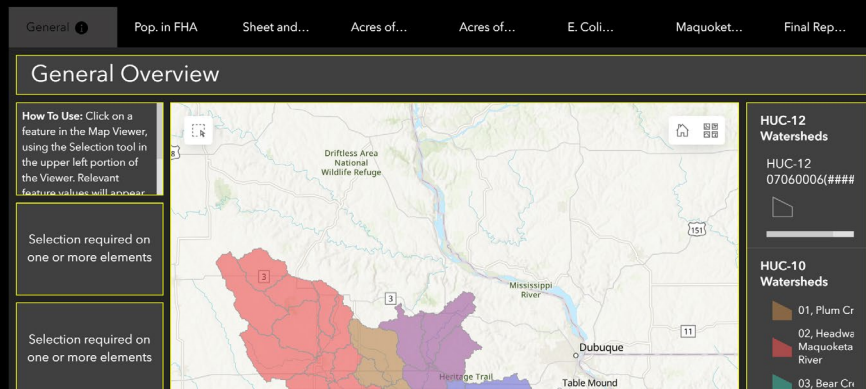 General
Pop. in FHA
Sheet and...
Acres of...
Acres of...
E. Coli...
Maquoket...
Final Rep...
General Overview
How To Use: Click on a
feature in the Map Viewer,
using the Selection tool in
the upper left portion of
the Viewer. Relevant
feature values will appear
Selection required on
one or more elements
Selection required on
one or more elements
Driftless Area
National
Wildlife Refuge
151
3
3
Mississippi
River
11
Dubuque
Heritage Trail
Table Mound
HUC-12
Watersheds
HUC-12
07060006(####
HUC-10
Watersheds
01, Plum Cr
02, Headwa
Maquoketa
River
03, Bear Cre